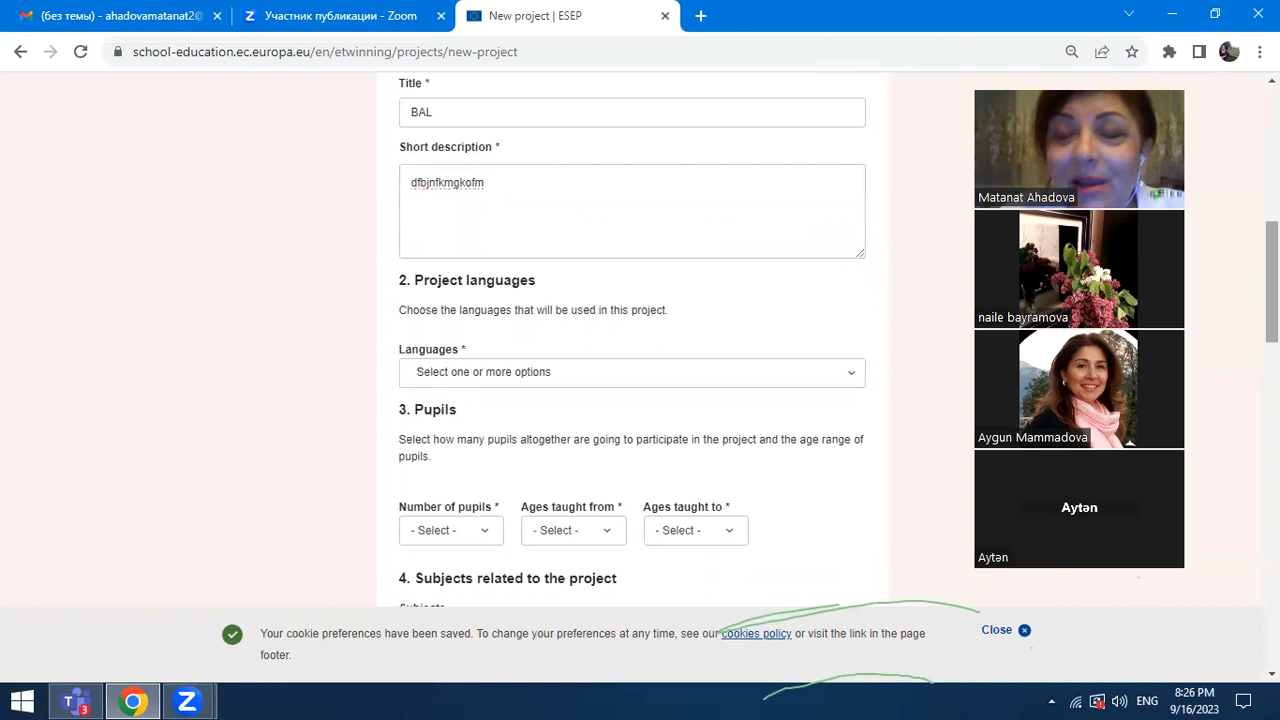 (без темы) - ahadovamatanat2@
Участник публикации - Zoom
New project | ESEP
school-education.ec.europa.eu/en/etwinning/projects/new-project
Title *
BAL
Short description *
dfbjnfkmgkofm
2. Project languages
Choose the languages that will be used in this project.
Languages *
Select one or more options
3. Pupils
Select how many pupils altogether are going to participate in the project and the age range of
pupils.
Number of pupils * Ages taught from * Ages taught to *
- Select - - Select - - Select -
4. Subjects related to the project
Subjects
Matanat Ahadova
naile bayramova
Aygun Mammadova
Aytən
Aytən
Your cookie preferences have been saved. To change your preferences at any time, see our cookies policy or visit the link in the page
footer.
Close
3
ENG
8:26 PM
9/16/2023